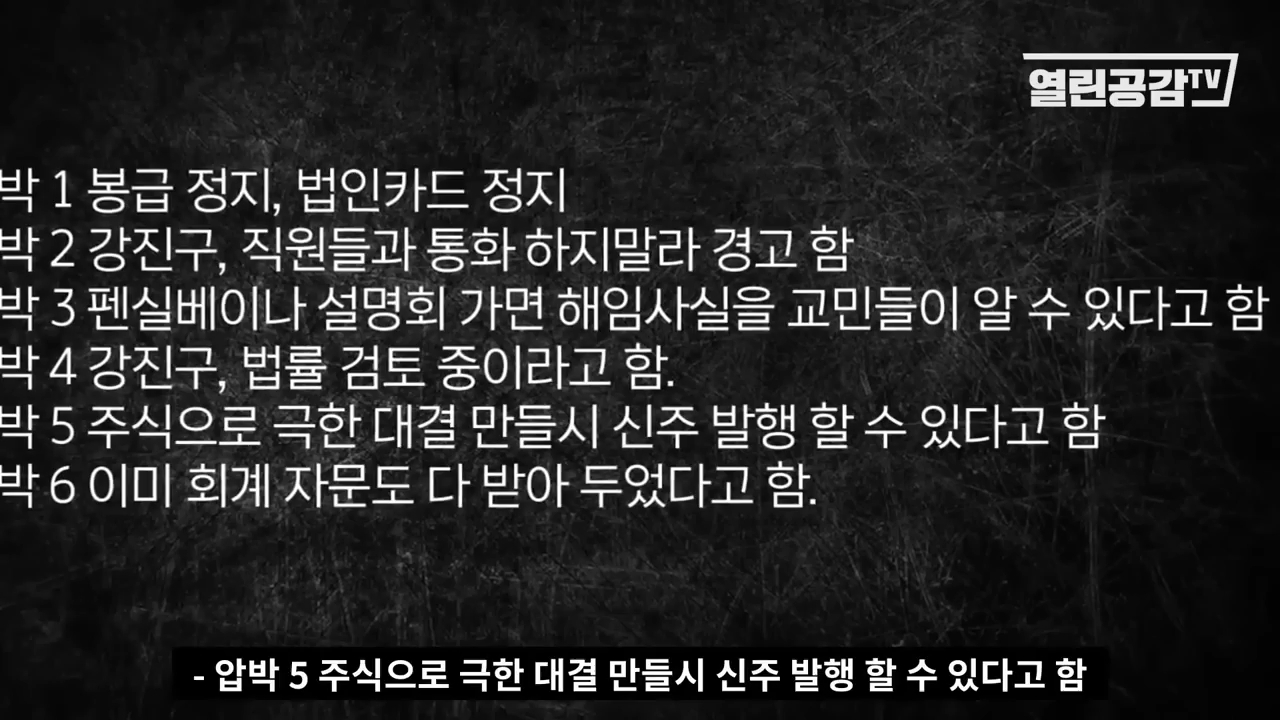 열린공감TV
박 1 봉급 정지, 법인카드 정지
박 2 강진구, 직원들과 통화 하지말라 경고 함
박 3 펜실베이나 설명회 가면 해임사실을 교민들이 알 수 있다고 함
박 4 강진구, 법률 검토 중이라고 함.
박 5 주식으로 극한 대결 만들시 신주 발행 할 수 있다고 함
박 6 이미 회계 자문도 다 받아 두었다고 함.
- 압박 5 주식으로 극한 대결 만들시 신주 발행 할 수 있다고 함